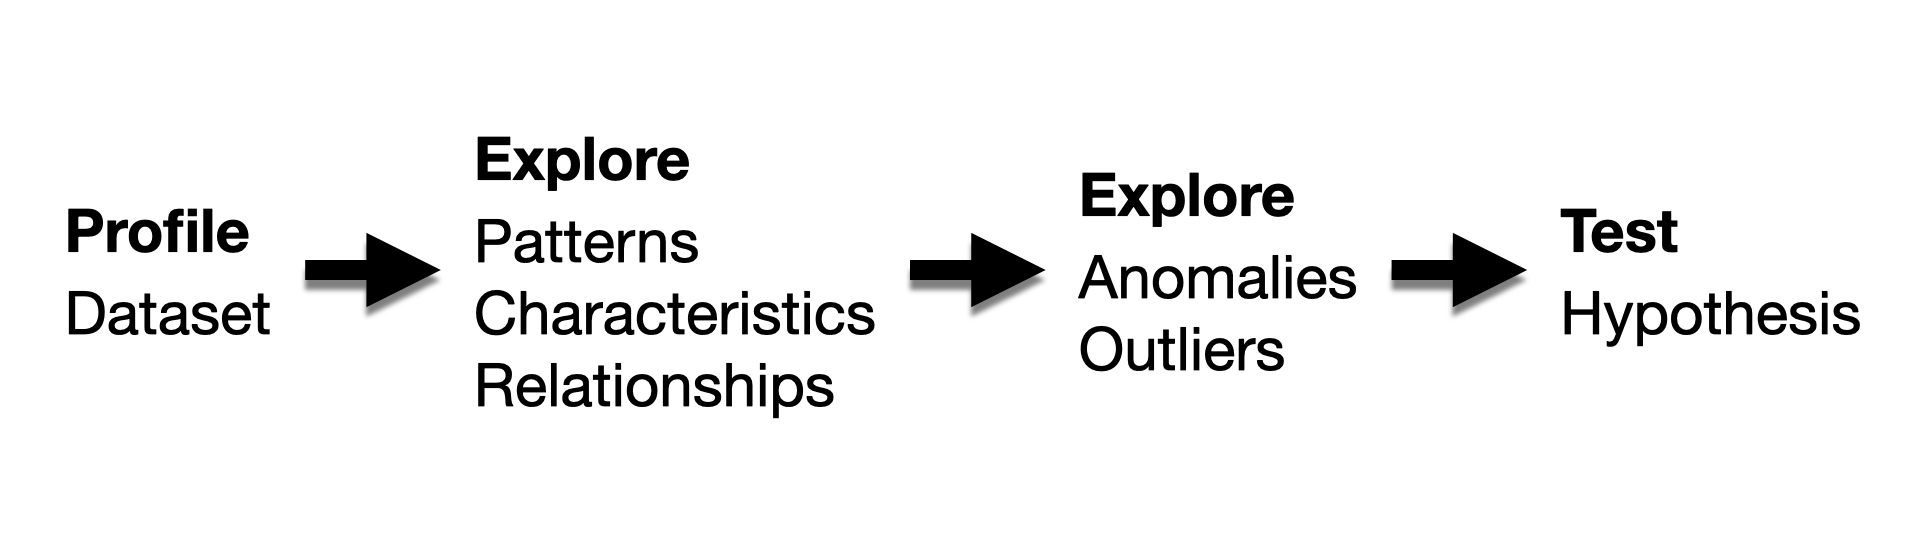 Profile
Dataset
Explore
Patterns
Characteristics
Relationships
Explore
Anomalies
Outliers
Test
Hypothesis